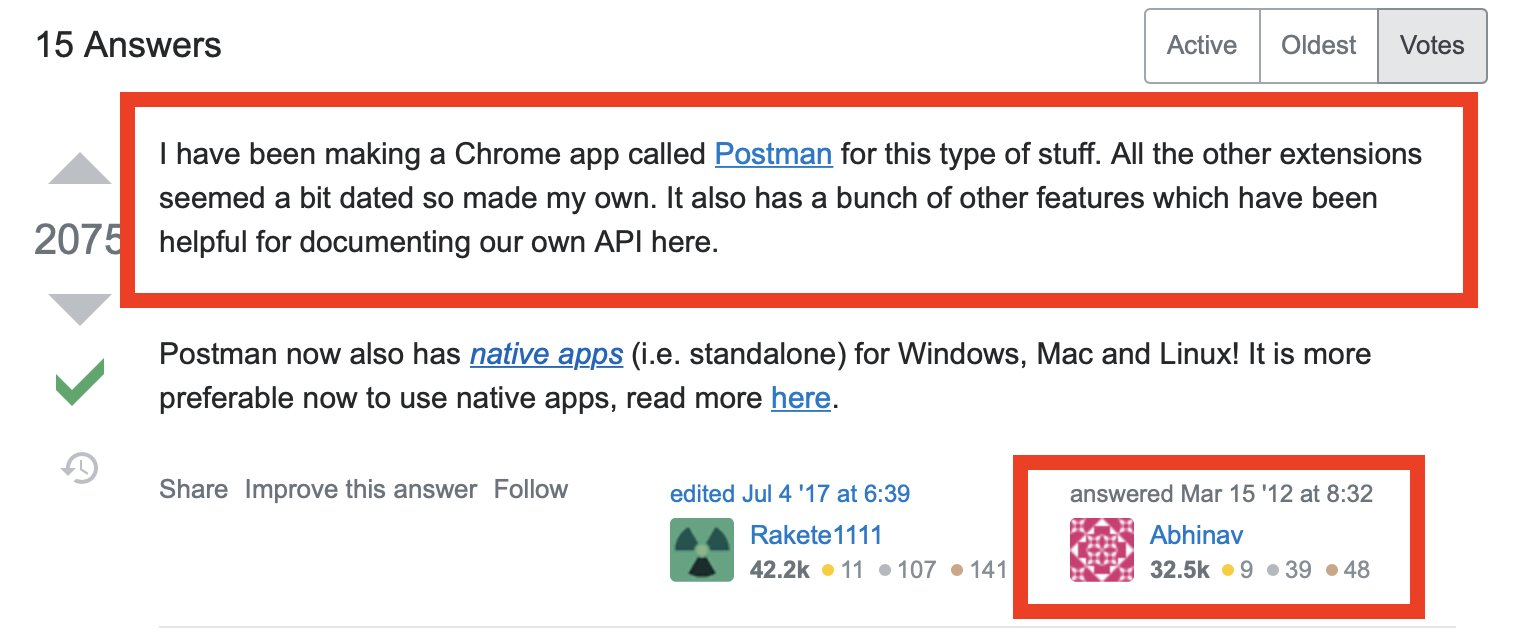 15 Answers
Active Oldest Votes
I have been making a Chrome app called Postman for this type of stuff. All the other extensions
seemed a bit dated so made my own. It also has a bunch of other features which have been
2075
helpful for documenting our own API here.
Postman now also has native apps (i.e. standalone) for Windows, Mac and Linux! It is more
preferable now to use native apps, read more here.
Share Improve this answer Follow
edited Jul 4 '17 at 6:39
Rakete1111
42.2k 11 107 141
answered Mar 15 '12 at 8:32
Abhinav
32.5k 9 39 48